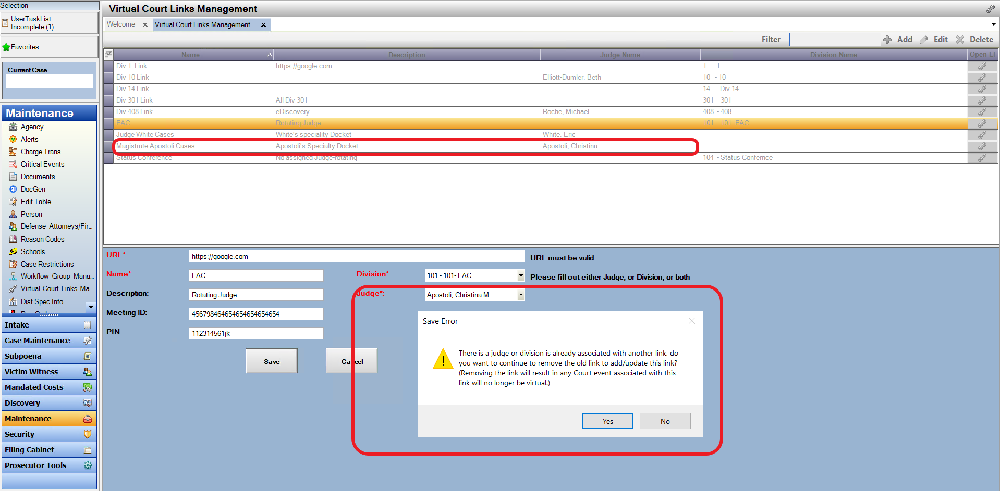 Selection
Virtual Court Links Management
UserTaskList
Incomplete (1)
Welcome
Virtual Court Links Management
Filter
Add
Edit
Delete
Favorites
Current Case
Name Description Judge Name Division Name Open Li
Div 1 Link https://google.com 1 - 1
Div 10 Link Elliott-Dumler, Beth 10 - 10
Div 14 Link 14 - Div 14
Div 301 Link All Div 301 301 - 301
Div 408 Link eDiscovery Roche, Michael 408 - 408
FAC Rotating Judge 101 - 101- FAC
Judge White Cases White's speciality Docket White, Eric
Magistrate Apostoli Cases Apostoli's Specialty Docket Apostoli, Christina
Status Conference No assigned Judge-rotating 104 - Status Confernce
Maintenance
Agency
Alerts
Charge Trans
Critical Events
Documents
DocGen
Edit Table
Person
Defense Attorneys/Fir...
Reason Codes
Schools
Case Restrictions
Workflow Group Mana...
Virtual Court Links Ma...
Dist Spec Info
Intake
Case Maintenance
Subpoena
Victim Witness
Mandated Costs
Discovery
Maintenance
Security
Filing Cabinet
Prosecutor Tools
URL*: https://google.com URL must be valid
Name*: FAC Division*: 101 - 101- FAC Please fill out either Judge, or Division, or both
Description: Rotating Judge Judge*: Apostoli, Christina M
Meeting ID: 456798464654654654654654
PIN: 112314561jk
Save
Cancel
Save Error
There is a judge or division is already associated with another link, do
you want to continue to remove the old link to add/update this link?
(Removing the link will result in any Court event associated with this
link will no longer be virtual.)
Yes
No